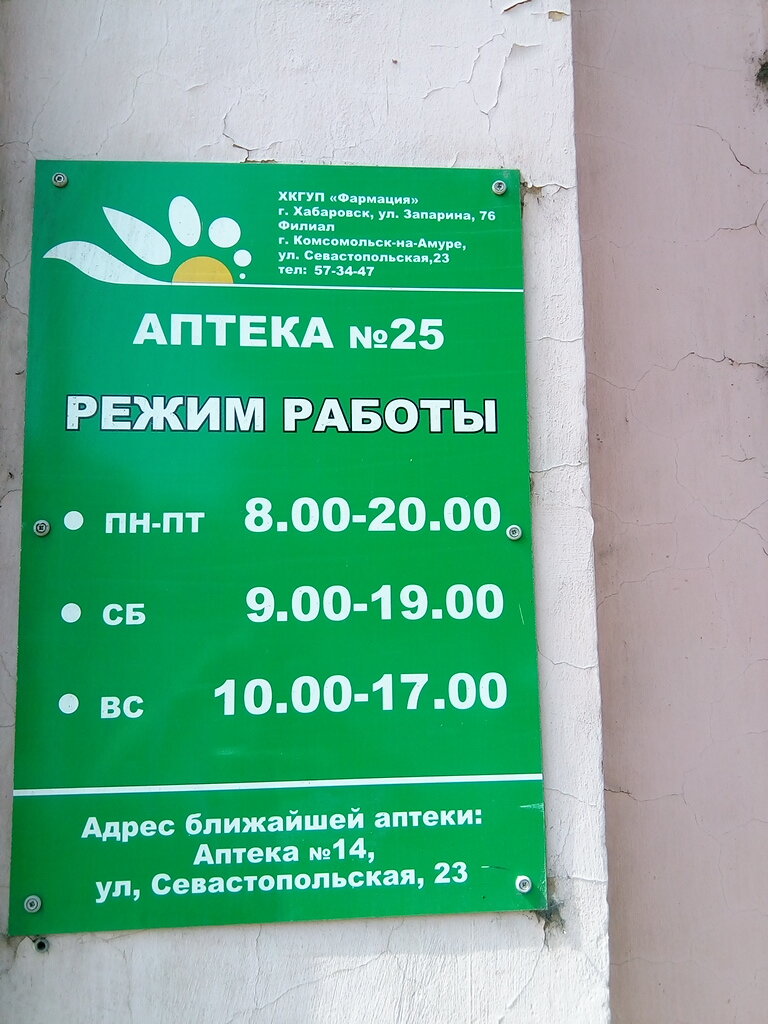 ХКГУП «Фармация»
г. Хабаровск, ул. Запарина, 76
Филиал
г. Комсомольск-на-Амуре,
ул. Севастопольская,23
тел: 57-34-47
АПТЕКА №25
РЕЖИМ РАБОТЫ
ПН-ПТ 8.00-20.00
СБ 9.00-19.00
ВС 10.00-17.00
Адрес ближайшей аптеки:
Аптека №14,
ул, Севастопольская, 23